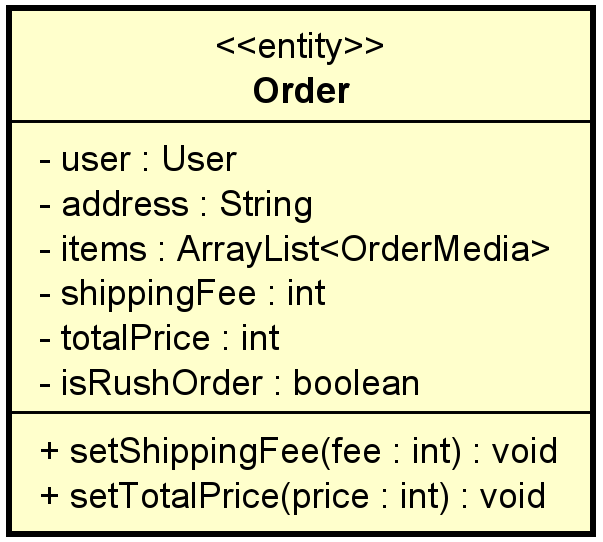 <<entity>>
Order
- user : User
- address : String
- items : ArrayList<OrderMedia>
- shippingFee : int
- totalPrice : int
- isRushOrder : boolean
+ setShippingFee(fee : int) : void
+ setTotalPrice(price : int) : void